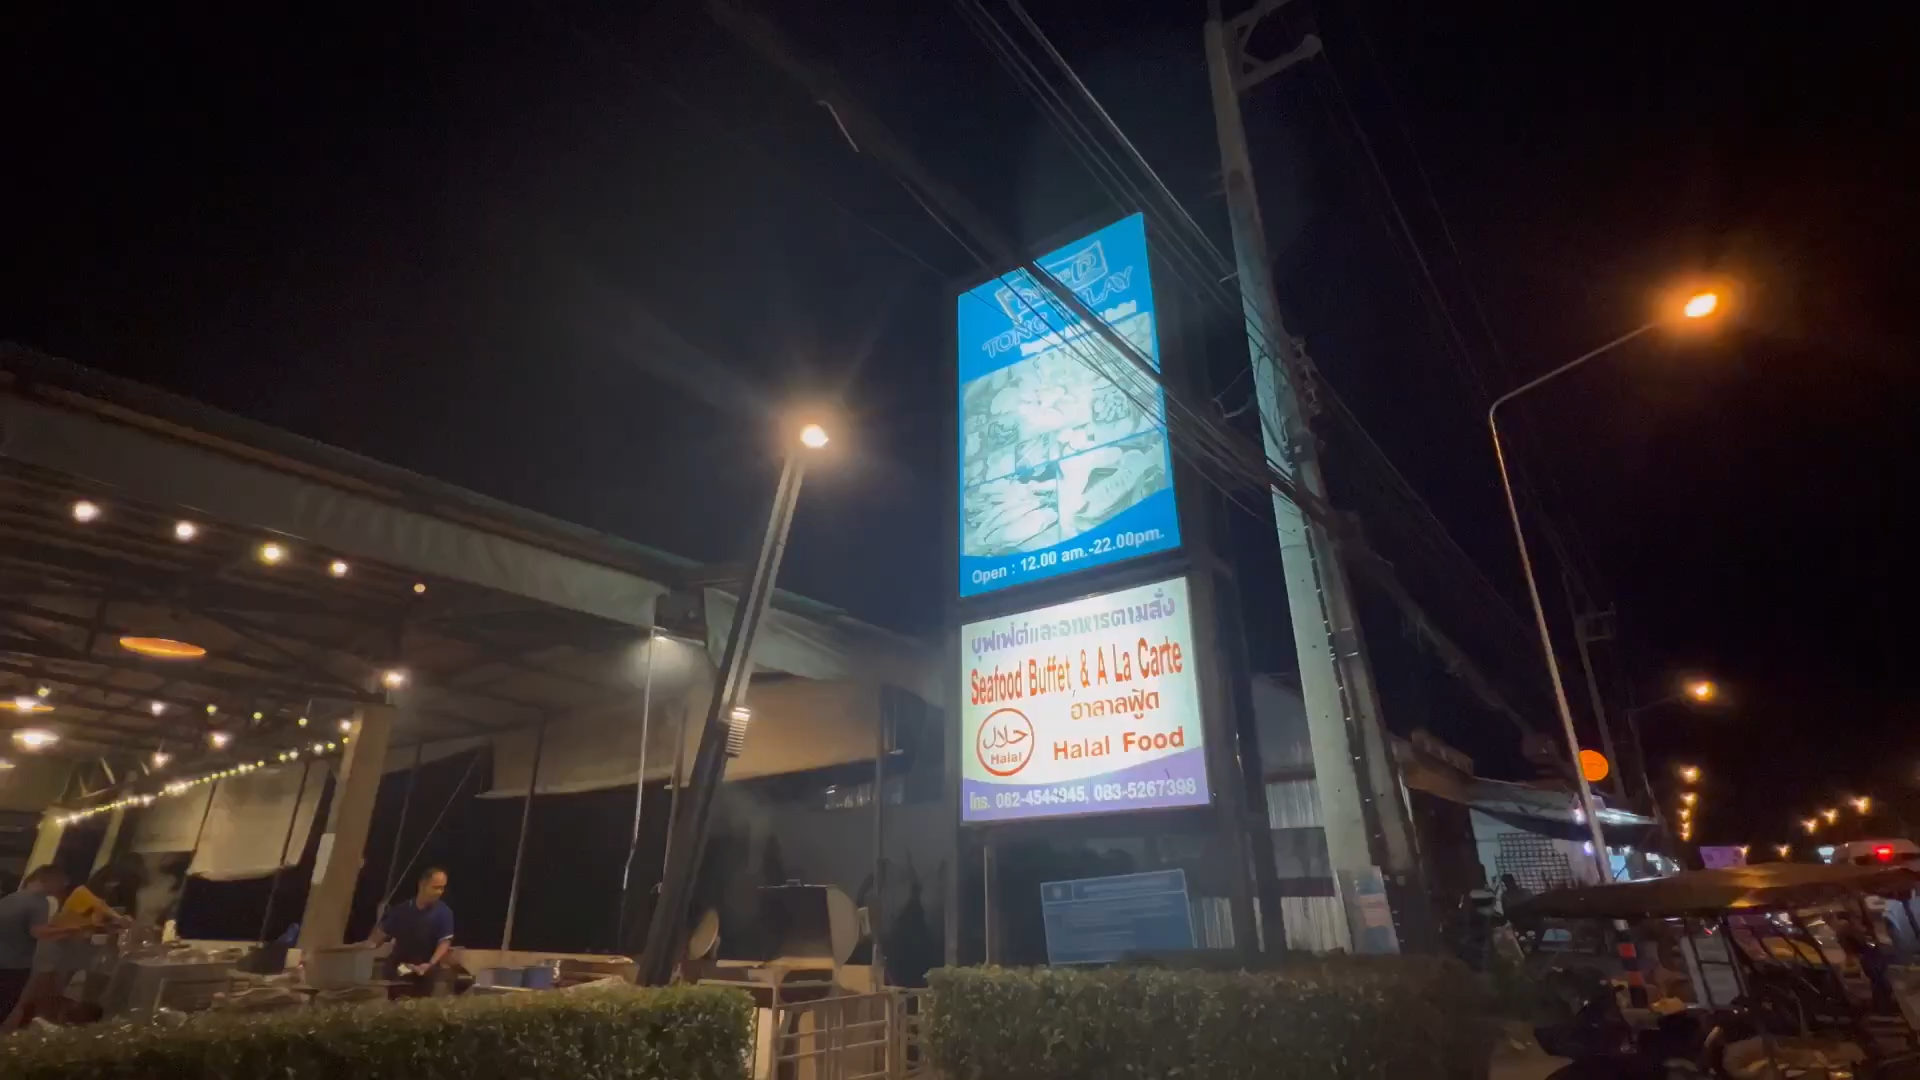 TONG TALAY
Open : 12.00 am.-22.00pm.
บุฟเฟ่ต์และอาหารตามสั่ง
Seafood Buffet & A La Carte
ฮาลาลฟู้ด
حلال
Halal
Halal Food
โทร. 082-4544945, 083-5267398